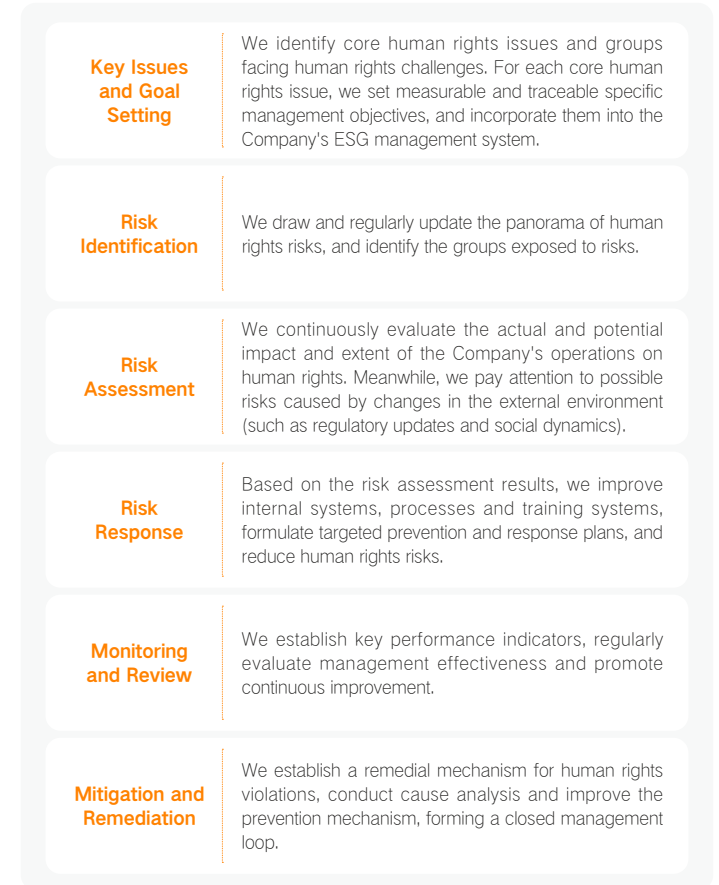 Key Issues
and Goal
Setting
We identify core human rights issues and groups
facing human rights challenges. For each core human
rights issue, we set measurable and traceable specific
management objectives, and incorporate them into the
Company's ESG management system.
Risk
Identification
We draw and regularly update the panorama of human
rights risks, and identify the groups exposed to risks.
Risk
Assessment
We continuously evaluate the actual and potential
impact and extent of the Company's operations on
human rights. Meanwhile, we pay attention to possible
risks caused by changes in the external environment
(such as regulatory updates and social dynamics).
Risk
Response
Based on the risk assessment results, we improve
internal systems, processes and training systems,
formulate targeted prevention and response plans, and
reduce human rights risks.
Monitoring
and Review
We establish key performance indicators, regularly
evaluate management effectiveness and promote
continuous improvement.
Mitigation and
Remediation
We establish a remedial mechanism for human rights
violations, conduct cause analysis and improve the
prevention mechanism, forming a closed management
loop.